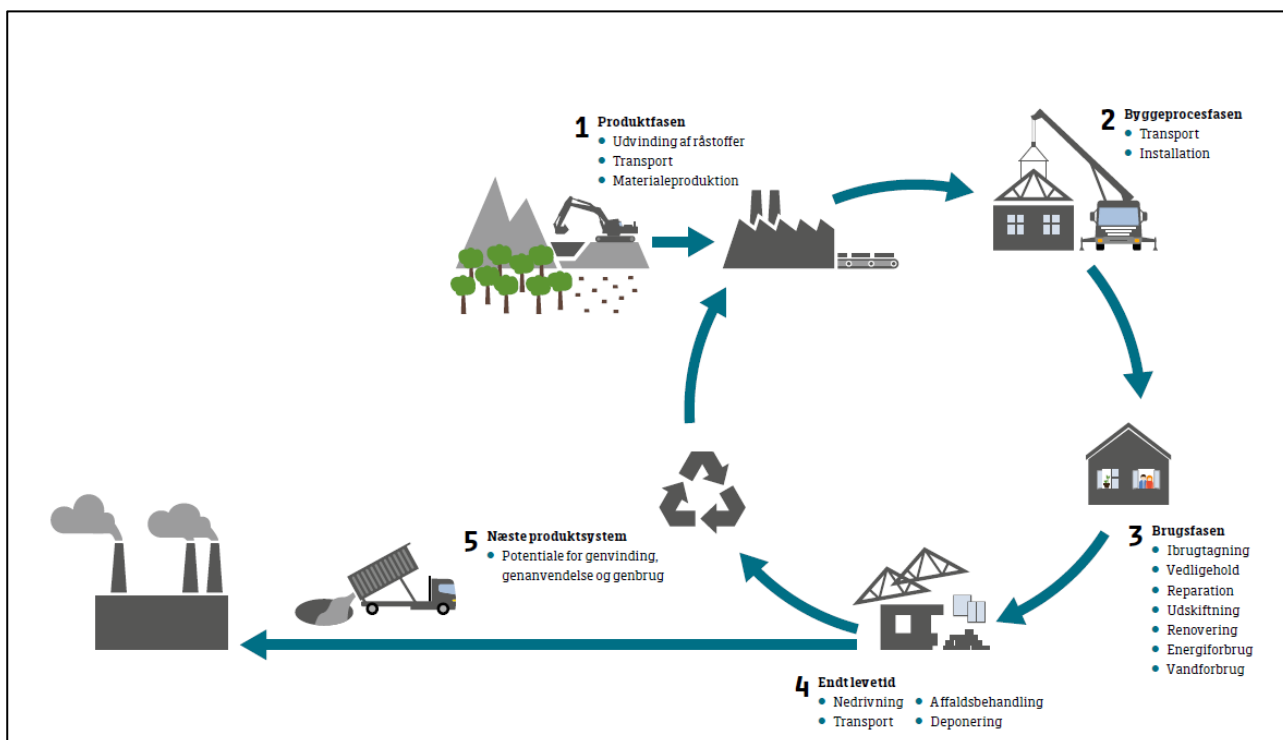 1 Produktfasen
• Udvinding af råstoffer
• Transport
• Materialeproduktion
2 Byggeprocesfasen
• Transport
• Installation
3 Brugsfasen
• Ibrugtagning
• Vedligehold
• Reparation
• Udskiftning
• Renovering
• Energiforbrug
• Vandforbrug
4 Endt levetid
• Nedrivning • Affaldsbehandling
• Transport • Deponering
5 Næste produktsystem
• Potentiale for genvinding,
genanvendelse og genbrug